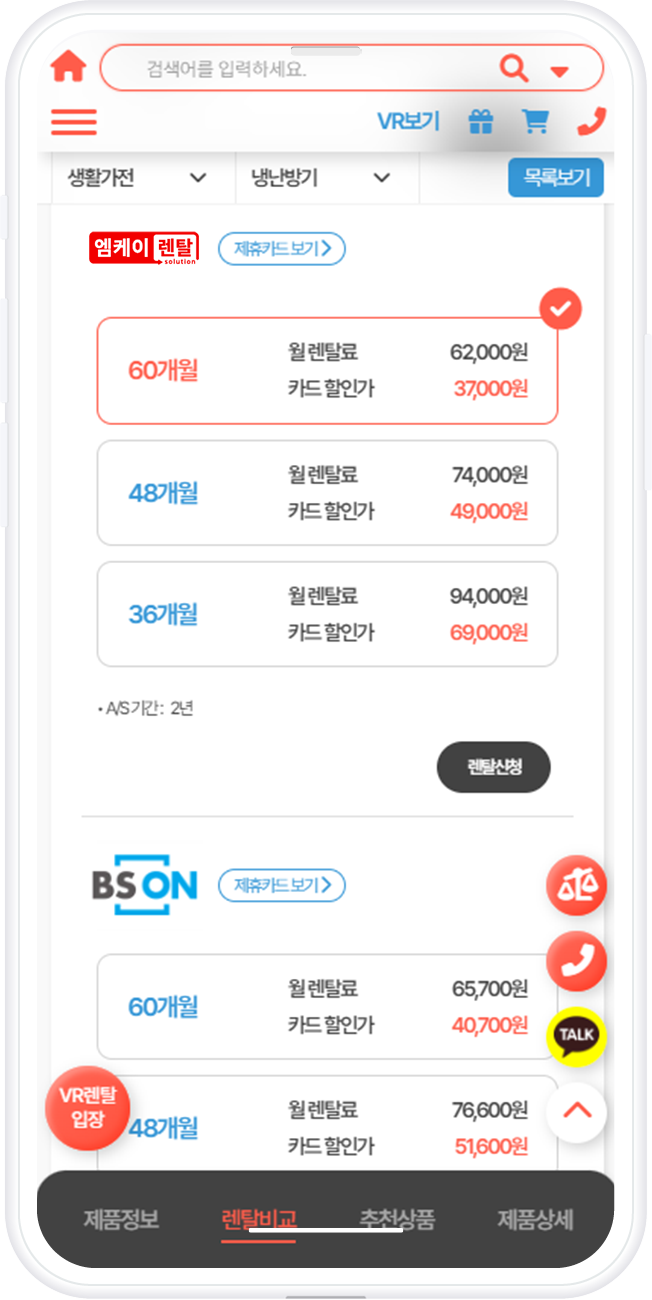 검색어를 입력하세요.
VR보기
생활가전
냉난방기
목록보기
엠케이 렌탈
solution
제휴카드 보기
60개월
월 렌탈료 62,000원
카드 할인가 37,000원
48개월
월 렌탈료 74,000원
카드 할인가 49,000원
36개월
월 렌탈료 94,000원
카드 할인가 69,000원
• A/S기간 : 2년
렌탈신청
BS ON
제휴카드 보기
60개월
월 렌탈료 65,700원
카드 할인가 40,700원
TALK
VR렌탈
입장
48개월
월 렌탈료 76,600원
카드 할인가 51,600원
제품정보
렌탈비교
추천상품
제품상세